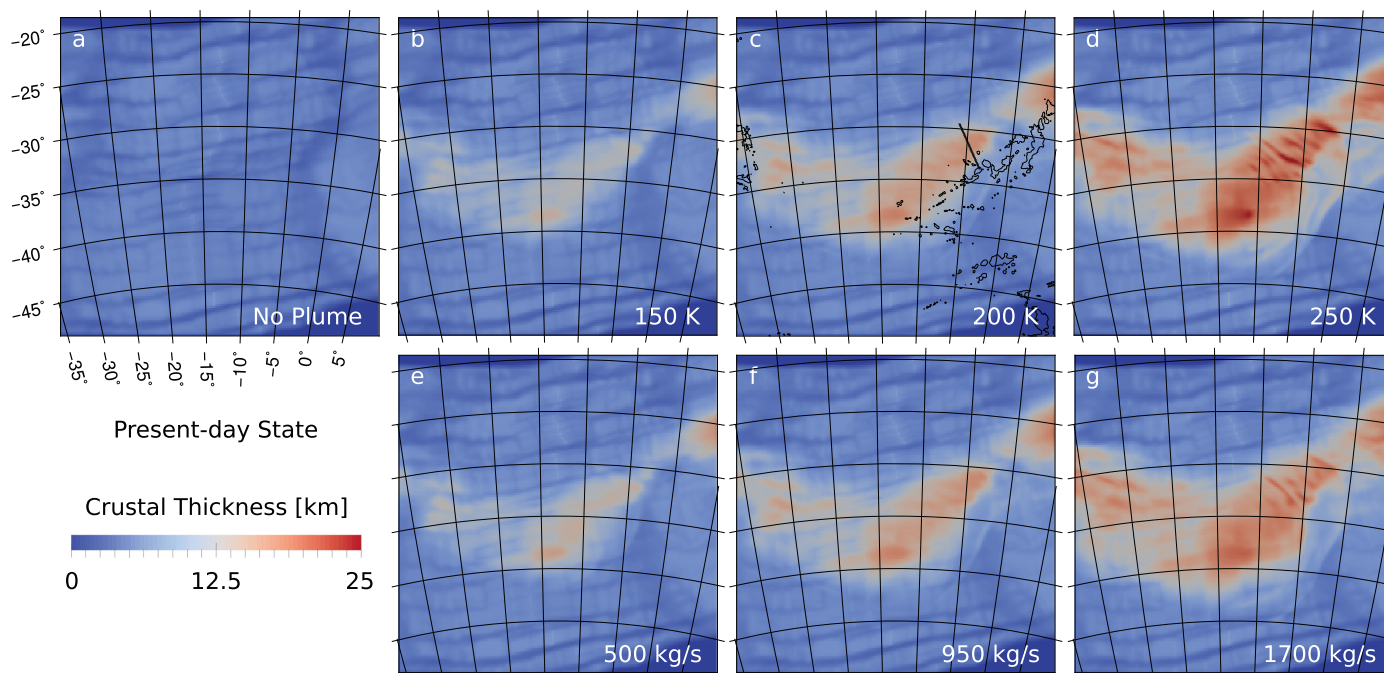 a
b
c
d
−20°
−25°
−30°
−35°
−40°
−45°
No Plume
150 K
200 K
250 K
−35°
−30°
−25°
−20°
−15°
−10°
−5°
0°
5°
e
f
g
Present-day State
Crustal Thickness [km]
0
12.5
25
500 kg/s
950 kg/s
1700 kg/s